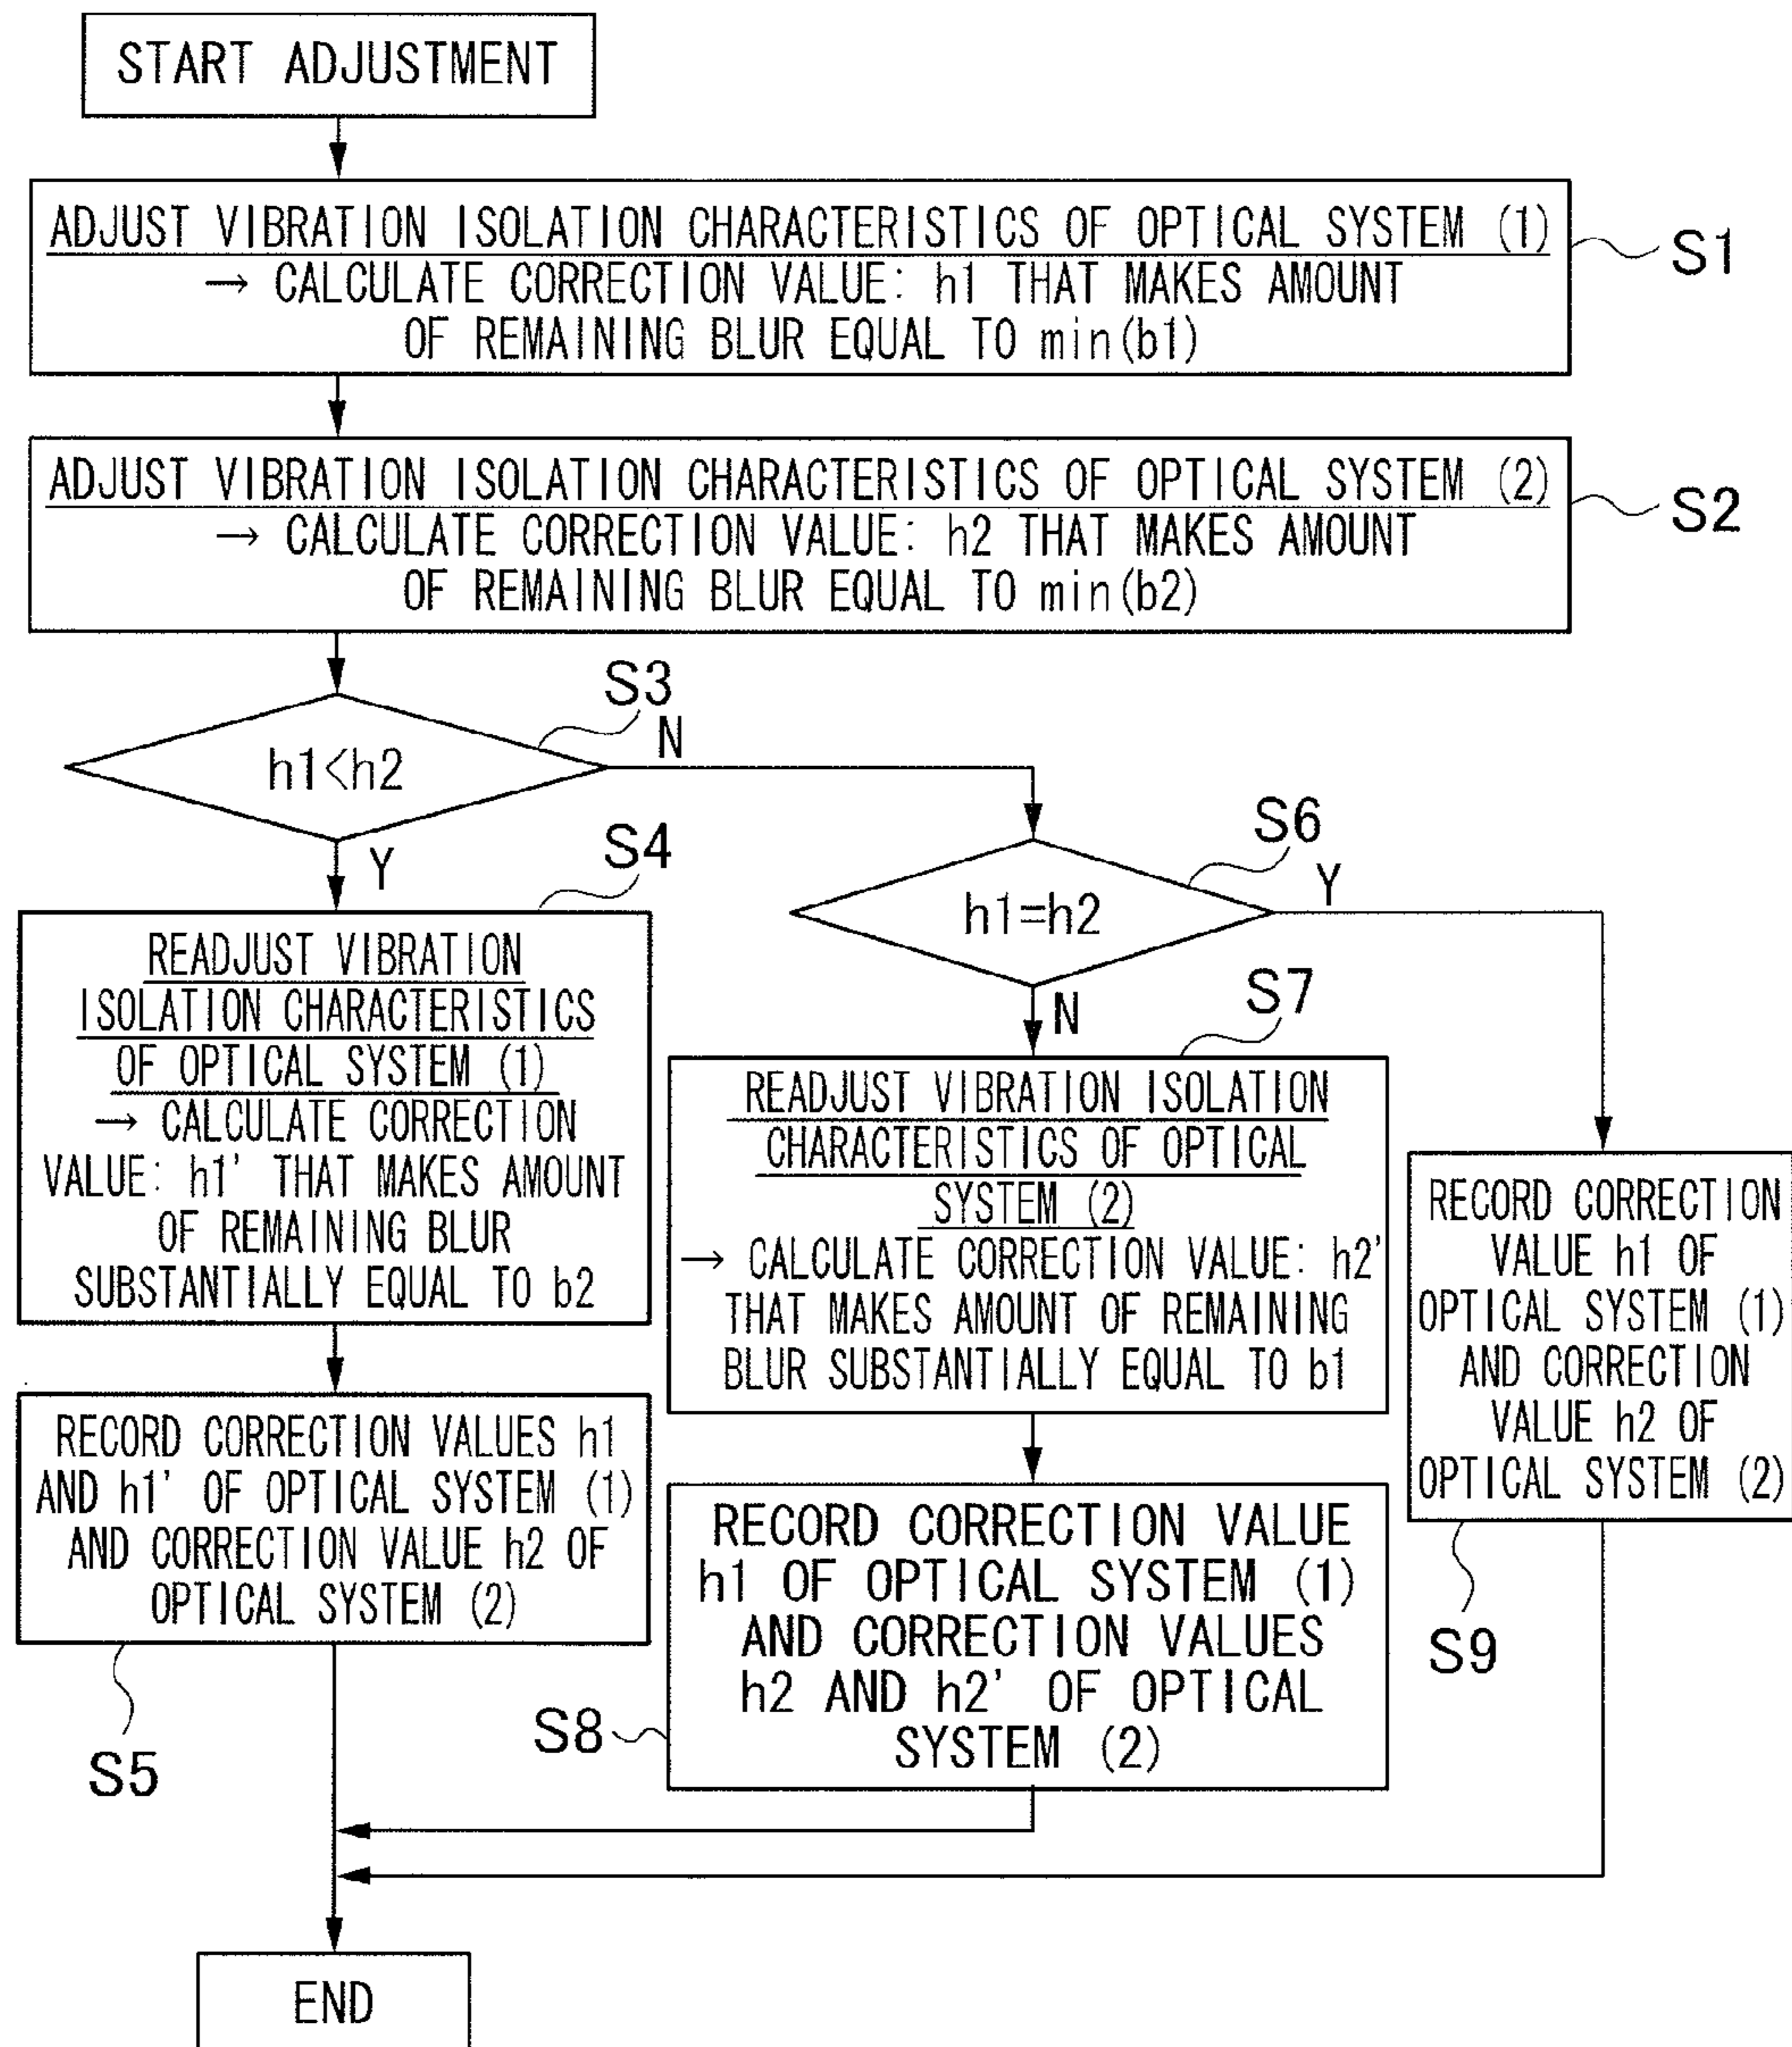 START ADJUSTMENT
ADJUST VIBRATION ISOLATION CHARACTERISTICS OF OPTICAL SYSTEM (1)
→ CALCULATE CORRECTION VALUE: h1 THAT MAKES AMOUNT
OF REMAINING BLUR EQUAL TO min(b1)
S1
ADJUST VIBRATION ISOLATION CHARACTERISTICS OF OPTICAL SYSTEM (2)
→ CALCULATE CORRECTION VALUE: h2 THAT MAKES AMOUNT
OF REMAINING BLUR EQUAL TO min(b2)
S2
S3
h1<h2
N
Y
S4
READJUST VIBRATION
ISOLATION CHARACTERISTICS
OF OPTICAL SYSTEM (1)
→ CALCULATE CORRECTION
VALUE: h1' THAT MAKES AMOUNT
OF REMAINING BLUR
SUBSTANTIALLY EQUAL TO b2
RECORD CORRECTION VALUES h1
AND h1' OF OPTICAL SYSTEM (1)
AND CORRECTION VALUE h2 OF
OPTICAL SYSTEM (2)
S5
S6
h1=h2
Y
N
S7
READJUST VIBRATION ISOLATION
CHARACTERISTICS OF OPTICAL
SYSTEM (2)
→ CALCULATE CORRECTION VALUE: h2'
THAT MAKES AMOUNT OF REMAINING
BLUR SUBSTANTIALLY EQUAL TO b1
RECORD CORRECTION VALUE
h1 OF OPTICAL SYSTEM (1)
AND CORRECTION VALUES
h2 AND h2' OF OPTICAL
SYSTEM (2)
S8
RECORD CORRECTION
VALUE h1 OF
OPTICAL SYSTEM (1)
AND CORRECTION
VALUE h2 OF
OPTICAL SYSTEM (2)
S9
END